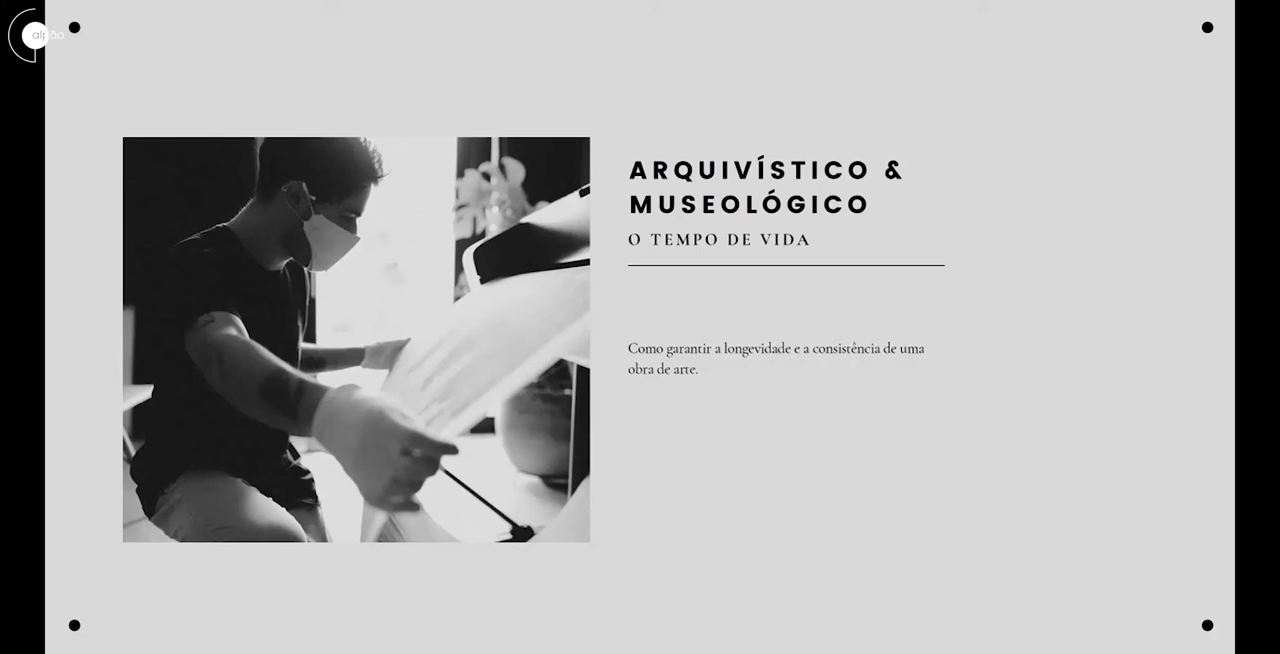 ARQUIVÍSTICO &
MUSEOLÓGICO
O TEMPO DE VIDA
Como garantir a longevidade e a consistência de uma
obra de arte.